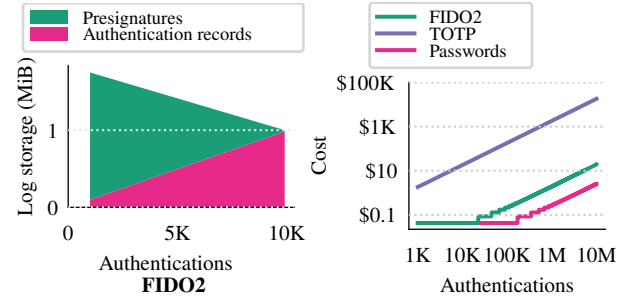 Presignatures
Authentication records
Log storage (MiB)
1
0
0
5K
10K
Authentications
FIDO2
FIDO2
TOTP
Passwords
Cost
$100K
$1K
$10
$0.1
1K
10K
100K
1M
10M
Authentications